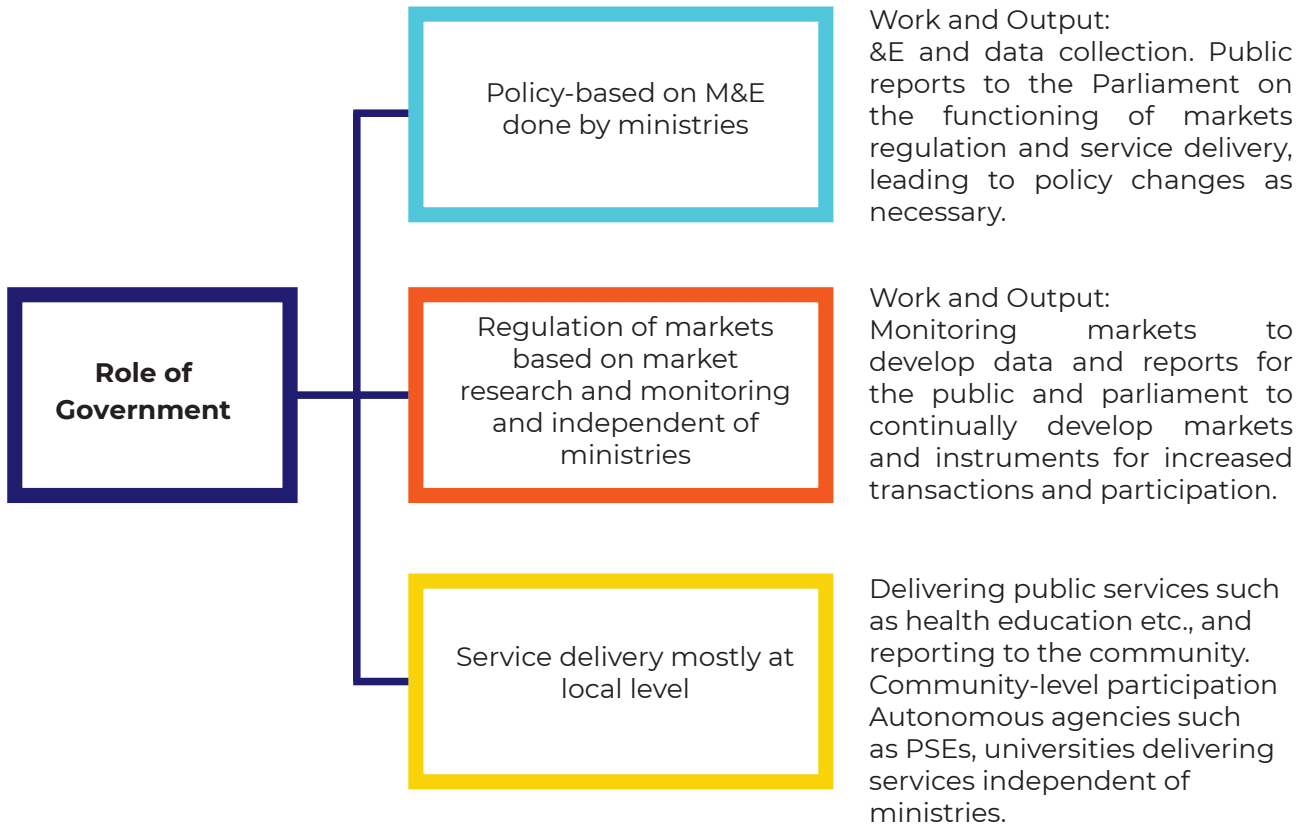 Role of
Government
Policy-based on M&E
done by ministries
Work and Output:
&E and data collection. Public
reports to the Parliament on
the functioning of markets
regulation and service delivery,
leading to policy changes as
necessary.
Regulation of markets
based on market
research and monitoring
and independent of
ministries
Work and Output:
Monitoring markets to
develop data and reports for
the public and parliament to
continually develop markets
and instruments for increased
transactions and participation.
Service delivery mostly at
local level
Delivering public services such
as health education etc., and
reporting to the community.
Community-level participation
Autonomous agencies such
as PSEs, universities delivering
services independent of
ministries.